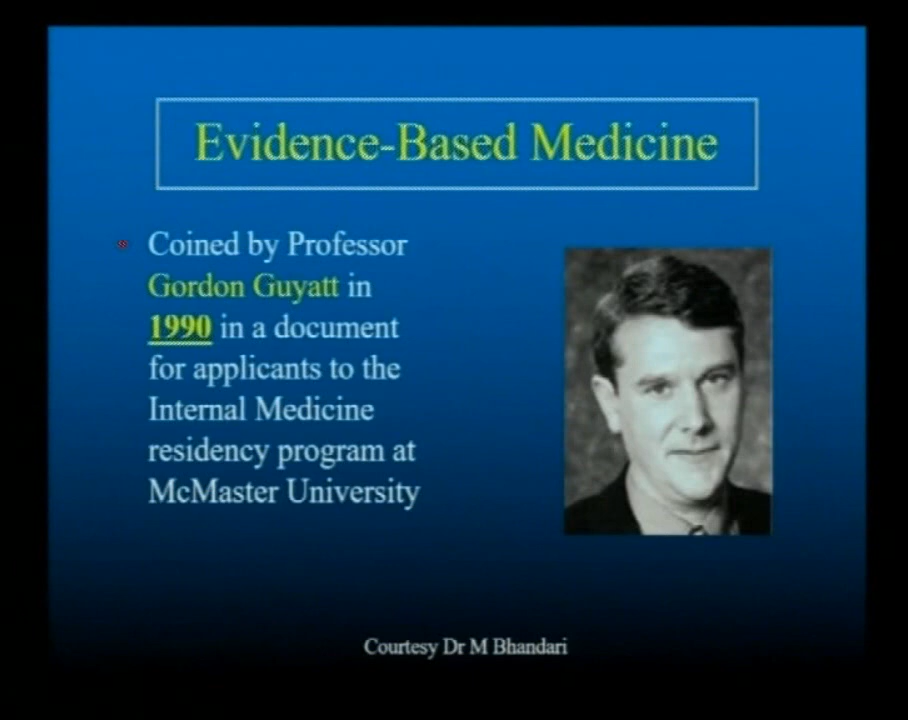 Evidence-Based Medicine
Coined by Professor
Gordon Guyatt in
1990 in a document
for applicants to the
Internal Medicine
residency program at
McMaster University
Courtesy Dr M Bhandari